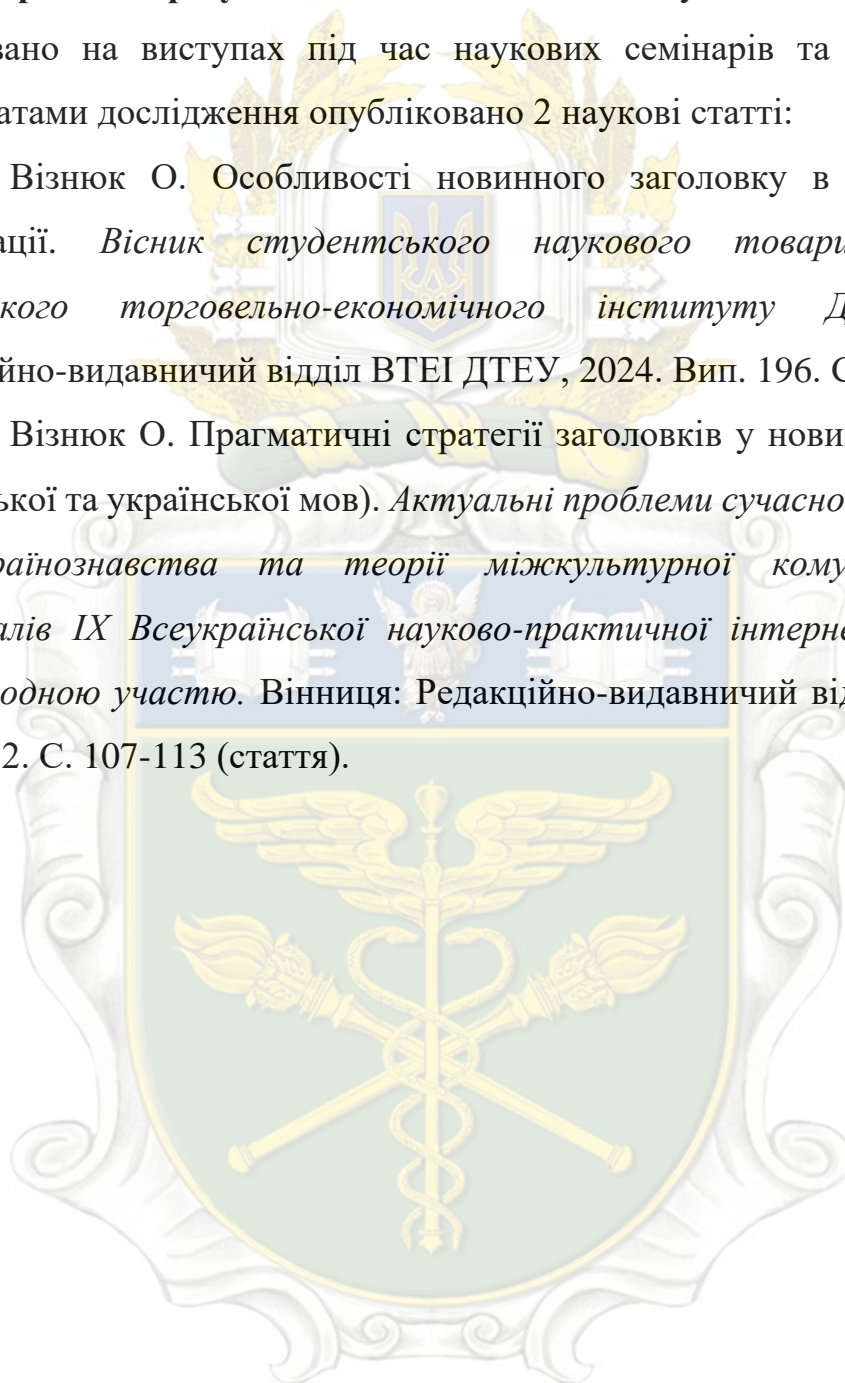 вано на виступах під час наукових семінарів та
атами дослідження опубліковано 2 наукові статті:
Візнюк О. Особливості новинного заголовку в
ації. Вісник студентського наукового товари
ького торговельно-економічного інституту Д
йно-видавничий відділ ВТЕІ ДТЕУ, 2024. Вип. 196. С
Візнюк О. Прагматичні стратегії заголовків у нови
ької та української мов). Актуальні проблеми сучасно
раїнознавства та теорії міжкультурної кому
алів ІХ Всеукраїнської науково-практичної інтерне
одною участю. Вінниця: Редакційно-видавничий від
2. С. 107-113 (стаття).